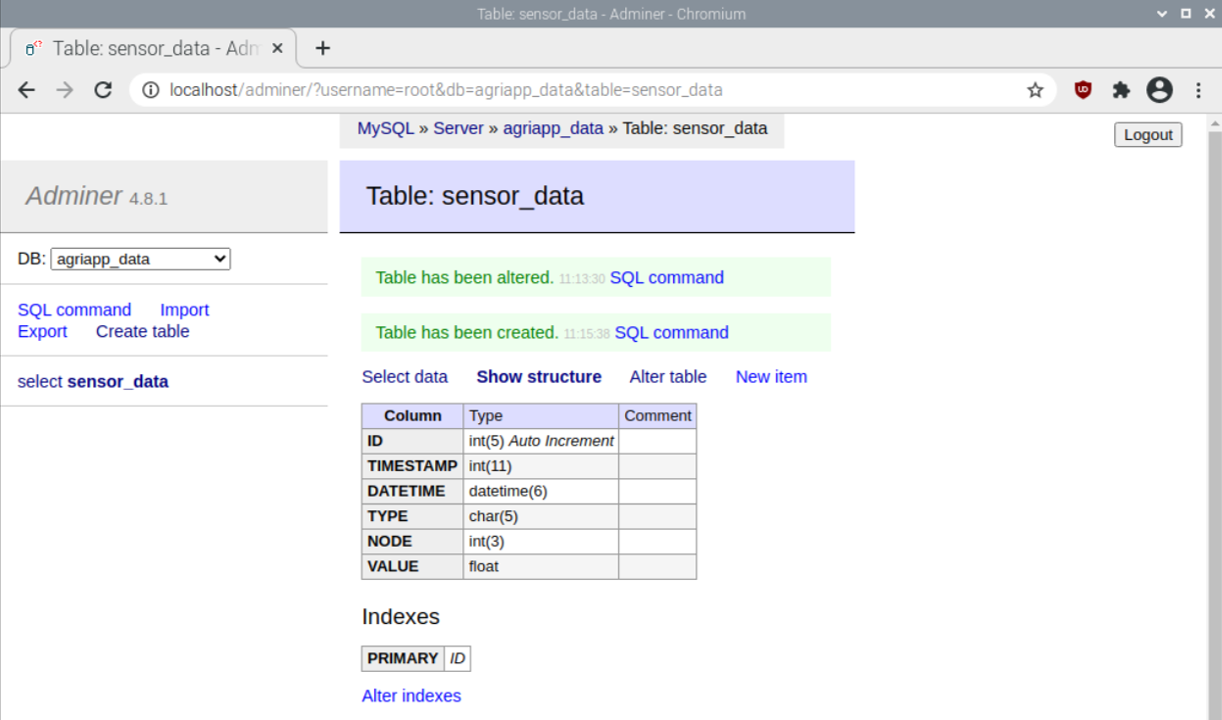 Table: sensor_data - Adminer - Chromium
Table: sensor_data - Adm
localhost/adminer/?username=root&db=agriapp_data&table=sensor_data
MySQL » Server » agriapp_data » Table: sensor_data
Logout
Adminer 4.8.1
DB: agriapp_data
SQL command Import
Export Create table
select sensor_data
Table: sensor_data
Table has been altered. 11:13:30 SQL command
Table has been created. 11:15:38 SQL command
Select data Show structure Alter table New item
Column Type Comment
ID int(5) Auto Increment
TIMESTAMP int(11)
DATETIME datetime(6)
TYPE char(5)
NODE int(3)
VALUE float
Indexes
PRIMARY ID
Alter indexes